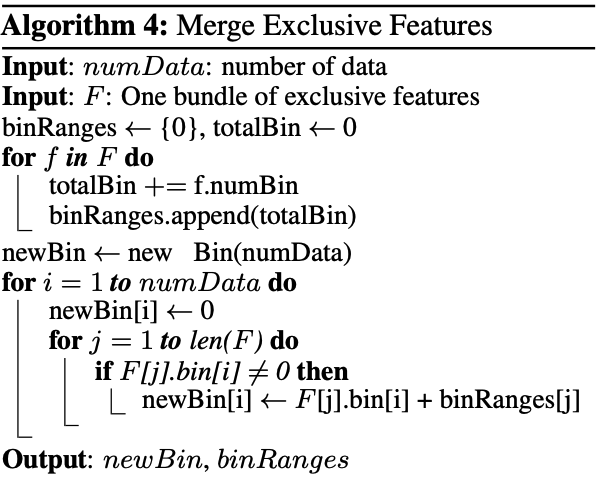 Algorithm 4: Merge Exclusive Features
Input: numData: number of data
Input: F: One bundle of exclusive features
binRanges ← {0}, totalBin ← 0
for f in F do
totalBin += f.numBin
binRanges.append(totalBin)
newBin ← new Bin(numData)
for i = 1 to numData do
newBin[i] ← 0
for j = 1 to len(F) do
if F[j].bin[i] ≠ 0 then
newBin[i] ← F[j].bin[i] + binRanges[j]
Output: newBin, binRanges